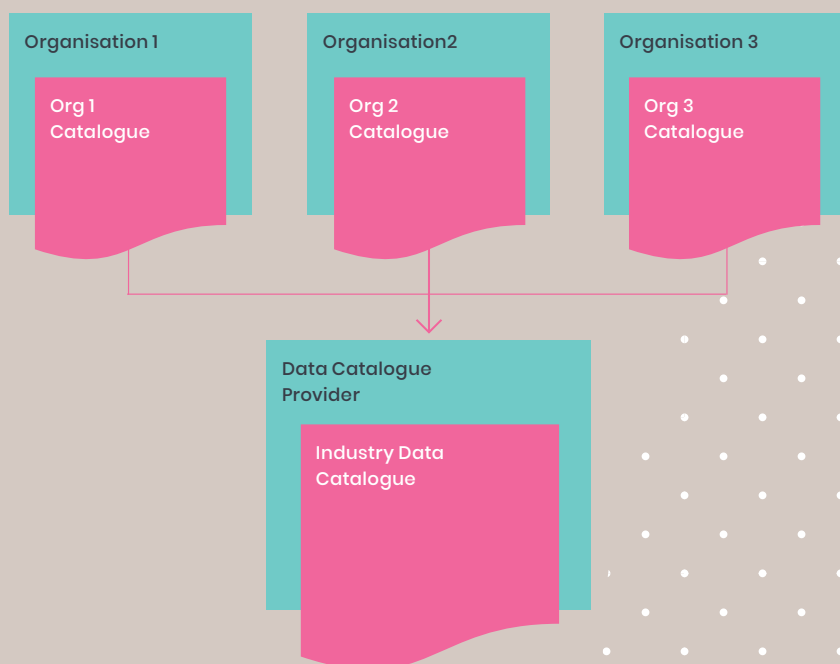 Organisation 1
Organisation2
Organisation 3
Org 1
Catalogue
Org 2
Catalogue
Org 3
Catalogue
Data Catalogue
Provider
Industry Data
Catalogue